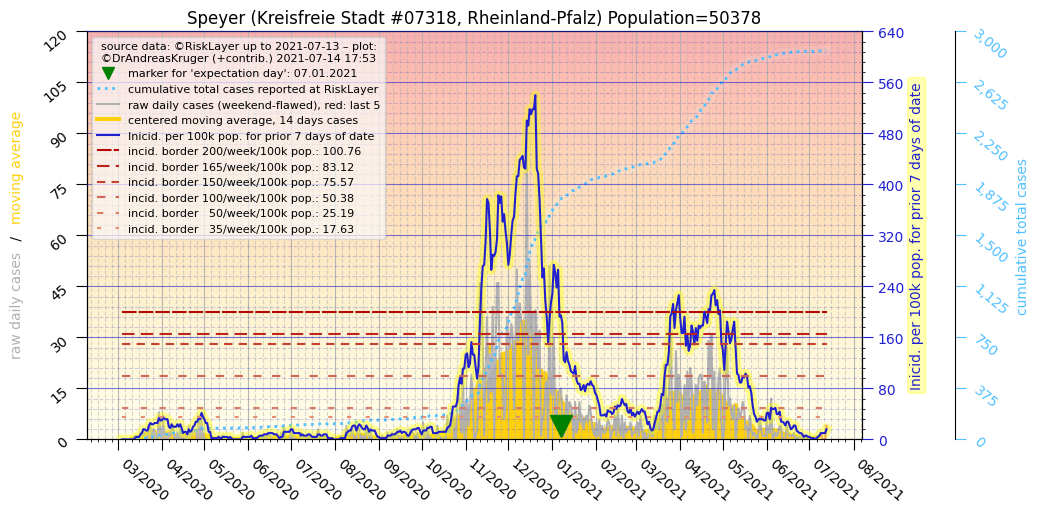 Speyer (Kreisfreie Stadt #07318, Rheinland-Pfalz) Population=50378
source data: ©RiskLayer up to 2021-07-13 – plot:
©DrAndreasKruger (+contrib.) 2021-07-14 17:53
marker for 'expectation day': 07.01.2021
cumulative total cases reported at RiskLayer
raw daily cases (weekend-flawed), red: last 5
centered moving average, 14 days cases
Inicid. per 100k pop. for prior 7 days of date
incid. border 200/week/100k pop.: 100.76
incid. border 165/week/100k pop.: 83.12
incid. border 150/week/100k pop.: 75.57
incid. border 100/week/100k pop.: 50.38
incid. border 50/week/100k pop.: 25.19
incid. border 35/week/100k pop.: 17.63
raw daily cases / moving average
120
105
90
75
60
45
30
15
0
640
560
480
400
320
240
160
80
0
Inicid. per 100k pop. for prior 7 days of date
3,000
2,625
2,250
1,875
1,500
1,125
750
375
0
cumulative total cases
03/2020
04/2020
05/2020
06/2020
07/2020
08/2020
09/2020
10/2020
11/2020
12/2020
01/2021
02/2021
03/2021
04/2021
05/2021
06/2021
07/2021
08/2021